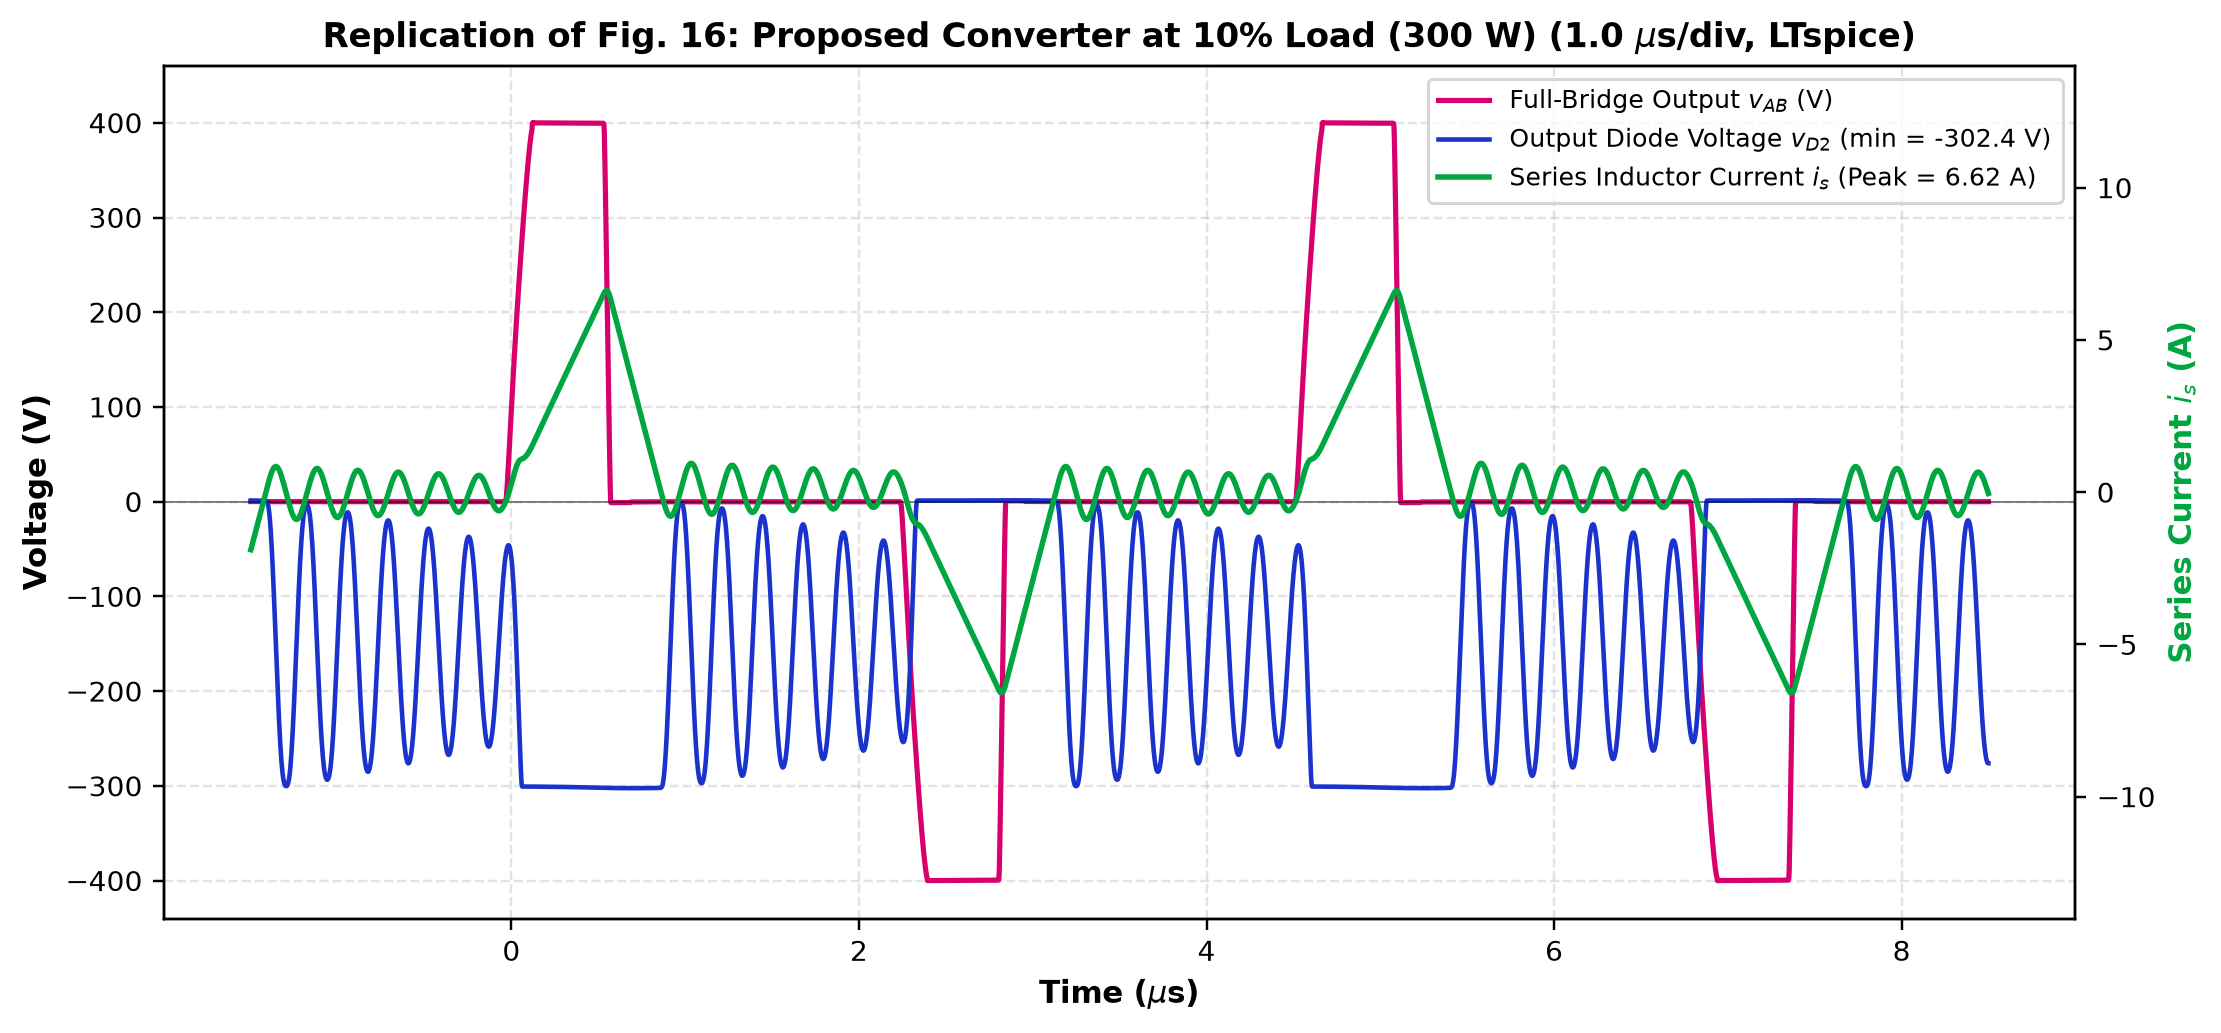 Replication of Fig. 16: Proposed Converter at 10% Load (300 W) (1.0 μs/div, LTspice)
Full-Bridge Output v_AB (V)
Output Diode Voltage v_D2 (min = -302.4 V)
Series Inductor Current i_s (Peak = 6.62 A)
Voltage (V)
400
300
200
100
0
−100
−200
−300
−400
10
5
0
−5
−10
Series Current i_s (A)
0 2 4 6 8
Time (μs)